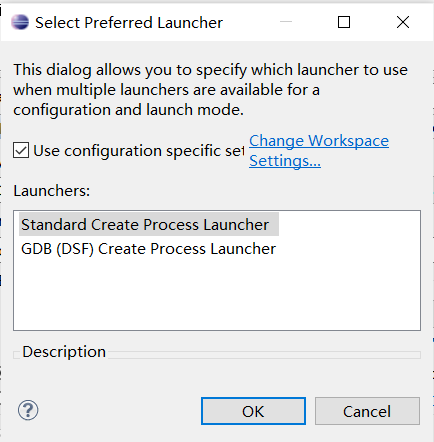 Select Preferred Launcher
This dialog allows you to specify which launcher to use
when multiple launchers are available for a
configuration and launch mode.
Use configuration specific set
Change Workspace
Settings...
Launchers:
Standard Create Process Launcher
GDB (DSF) Create Process Launcher
Description
?
OK
Cancel